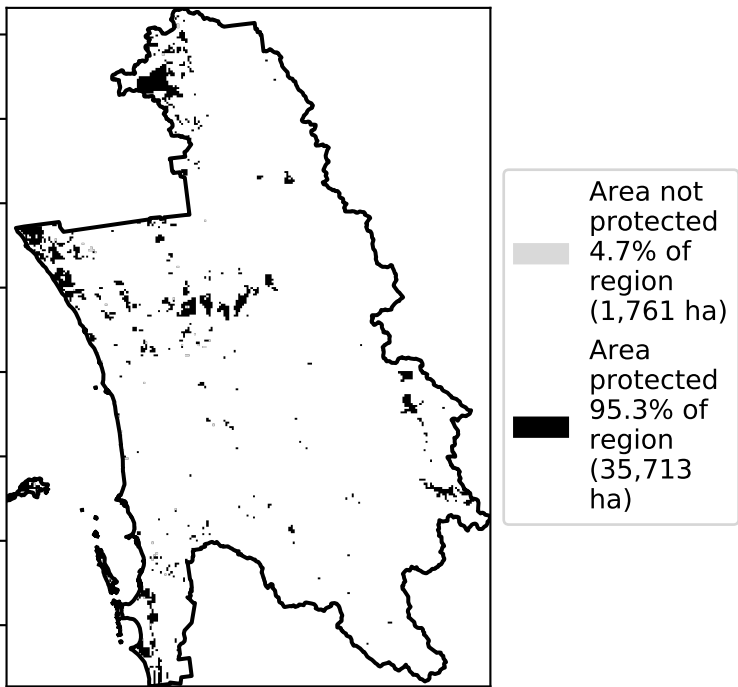 Area not
protected
4.7% of
region
(1,761 ha)
Area
protected
95.3% of
region
(35,713
ha)